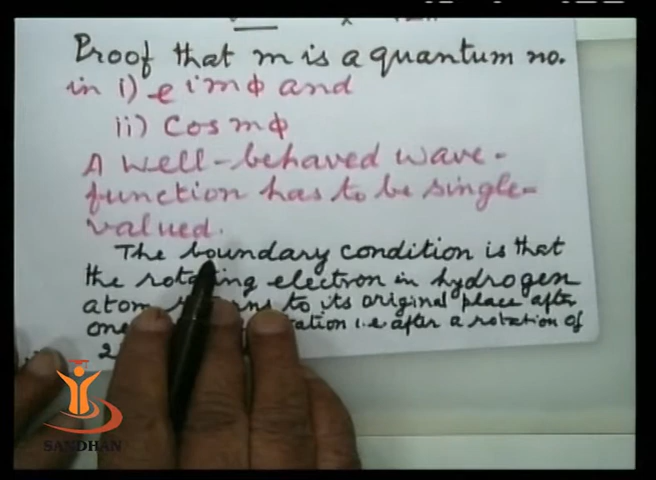 Proof that m is a quantum no.
in i) e imϕ and
ii) Cos mϕ
A well-behaved wave-
function has to be single-
valued.
The boundary condition is that
the rotating electron in hydrogen
atom to its original place after
one i.e. after a rotation of
2
SANDHAN